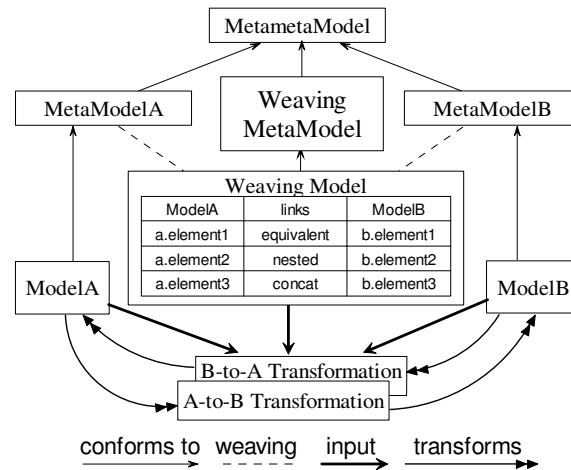 MetametaModel
MetaModelA
Weaving
MetaModel
MetaModelB
Weaving Model
ModelA links ModelB
a.element1 equivalent b.element1
a.element2 nested b.element2
a.element3 concat b.element3
ModelA
ModelB
B-to-A Transformation
A-to-B Transformation
conforms to weaving input transforms